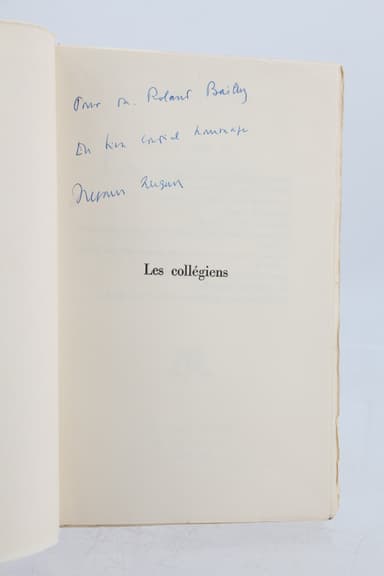 Pour M. Roland Bailly
En bien cordial hommage
Les collégiens